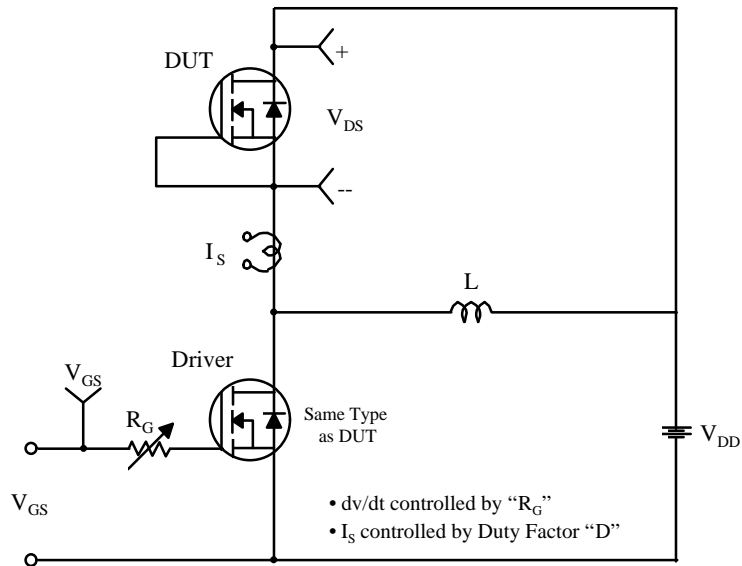 DUT
+
V_DS
--
I_S
L
Driver
V_GS
R_G
Same Type
as DUT
V_DD
V_GS
• dv/dt controlled by “R_G”
• I_S controlled by Duty Factor “D”